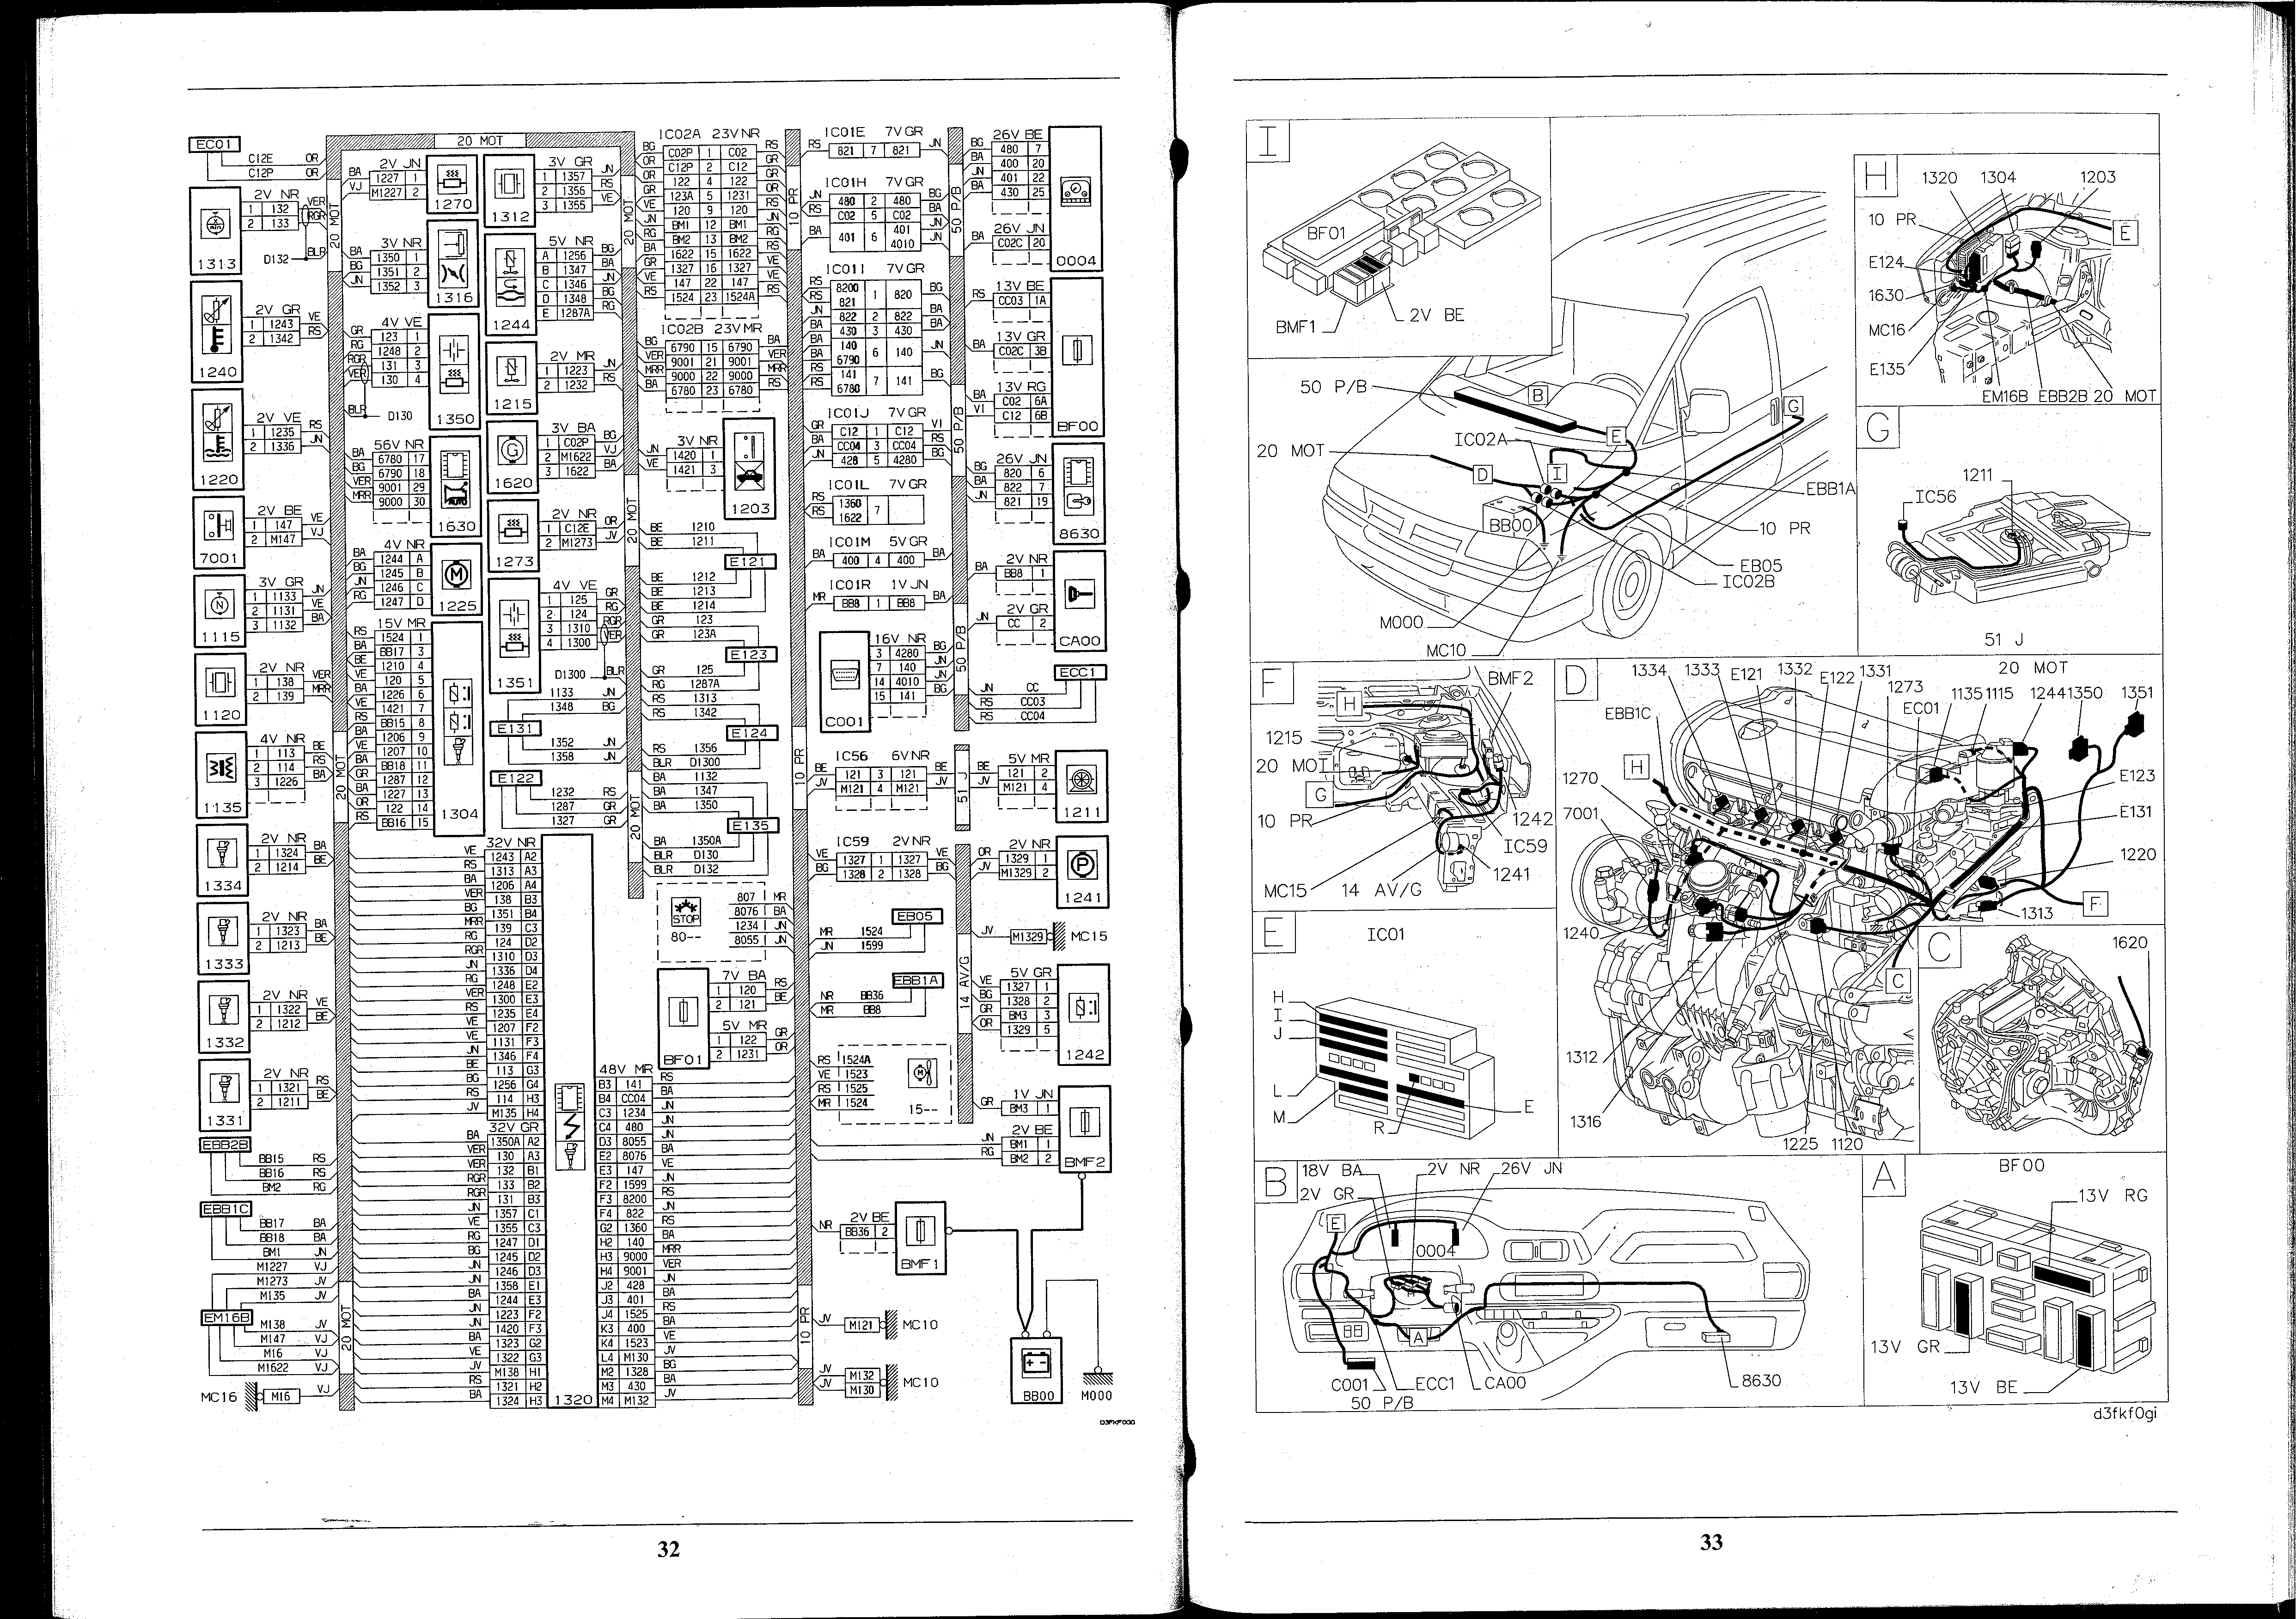 EC01
C12E OR
C12P OR
20 MOT
1313
2V NR
1 132 VER
2 133 RGR
D132 BLR
1240
2V GR
1 1243 VE
2 1342 RS
1220
2V VE
1 1235 RS
2 1336 JN
7001
2V BE
1 147 VE
2 M147 VJ
1115
3V GR
1 1133 JN
2 1131 VE
3 1132 BA
1120
2V NR
1 138 VER
2 139 MRR
1135
4V NR
1 113 BE
2 114 RS
3 1226 BA
1334
2V NR
1 1324 BA
2 1214 BE
1333
2V NR
1 1323 BA
2 1213 BE
1332
2V NR
1 1322 VE
2 1212 BE
1331
2V NR
1 1321 RS
2 1211 BE
EBB2B
BB15 RS
BB16 RS
BM2 RG
EBB1C
BB17 BA
BB18 BA
BM1 JN
M1227 VJ
M1273 JV
M135 JV
EM16B
M138 JV
M147 VJ
M16 VJ
M1622 VJ
MC16 M16 VJ
20 MOT
2V JN
BA 1227 1
VJ M1227 2
1270
3V NR
BA 1350 1
BG 1351 2
JN 1352 3
1316
4V VE
GR 123 1
RG 1248 2
RGR 131 3
VER 130 4
BLR D130
1350
56V NR
BA 6780 17
BG 6790 18
VER 9001 29
MRR 9000 30
1630
AUTO
4V NR
BA 1244 A
BG 1245 B
JN 1246 C
RG 1247 D
1225
15V MR
RS 1524 1
BA BB17 3
BE 1210 4
VE 120 5
BA 1226 6
VE 1421 7
RS BB15 8
BA 1206 9
VE 1207 10
BA BB18 11
GR 1287 12
BA 1227 13
OR 122 14
RS BB16 15
1304
1312
3V GR
1 1357 JN
2 1356 RS
3 1355 VE
1244
5V NR
A 1256 BG
B 1347 BA
C 1346 JN
D 1348 BG
E 1287A RG
1215
2V MR
1 1223 JN
2 1232 RS
1620
3V BA
1 C02P BG
2 M1622 VJ
3 1622 BA
1273
2V NR
1 C12E OR
2 M1273 JV
1351
4V VE
1 125 GR
2 124 RG
3 1310 RGR
4 1300 VER
D1300 BLR
1133 JN
1348 BG
E131
1352 JN
1358 JN
E122
1232 RS
1287 GR
1327 GR
32V NR
VE 1243 A2
RS 1313 A3
BA 1206 A4
VER 138 B3
BG 1351 B4
MRR 139 C3
RG 124 D2
RGR 1310 D3
JN 1336 D4
RG 1248 E2
VER 1300 E3
RS 1235 E4
VE 1207 F2
VE 1131 F3
JN 1346 F4
BE 113 G3
BG 1256 G4
RS 114 H3
JV M135 H4
32V GR
BA 1350A A2
VER 130 A3
VER 132 B1
RGR 133 B2
RGR 131 B3
JN 1357 C1
VE 1355 C3
RG 1247 D1
BG 1245 D2
JN 1246 D3
JN 1358 E1
BA 1244 E3
JN 1223 F2
JN 1420 F3
BA 1323 G2
VE 1322 G3
JV M138 H1
RS 1321 H2
BA 1324 H3
1320
48V MR
B3 141 RS
B4 CC04 BA
C3 1234 JN
C4 480 JN
D3 8055 JN
E2 8076 BA
E3 147 VE
F2 1599 JN
F3 8200 RS
F4 822 JN
G2 1360 RS
H2 140 BA
H3 9000 MRR
H4 9001 VER
J2 428 JN
J3 401 BA
J4 1525 RS
K3 400 BA
K4 1523 VE
L4 M130 JV
M2 1328 BG
M3 430 BA
M4 M132 JV
IC02A 23V NR
BG C02P 1 C02 RS
OR C12P 2 C12 GR
OR 122 4 122 GR
GR 123A 5 1231 OR
VE 120 9 120 RS
JN BM1 12 BM1 JN
RG BM2 13 BM2 RG
BA 1622 15 1622 RS
GR 1327 16 1327 VE
VE 147 22 147 VE
RS 1524 23 1524A RS
IC02B 23V MR
BG 6790 15 6790 BA
VER 9001 21 9001 VER
MRR 9000 22 9000 MRR
BA 6780 23 6780 RS
3V NR
JN 1420 1
VE 1421 3
1203
BE 1210
BE 1211
E121
BE 1212
BE 1213
BE 1214
GR 123
GR 123A
E123
GR 125
RG 1287A
RS 1313
RS 1342
E124
RS 1356
BLR D1300
BA 1132
BA 1347
BA 1350
E135
BA 1350A
BLR D130
BLR D132
STOP
80--
807 MR
8076 BA
1234 JN
8055 JN
BF01
7V BA
1 120 RS
2 121 BE
5V MR
1 122 GR
2 1231 OR
10 PR
IC01E 7V GR
RS 821 7 821 JN
IC01H 7V GR
JN 480 2 480 BG
RS C02 5 C02 BA
BA 401 6 401 JN
4010 JN
IC01I 7V GR
RS 8200
RS 821 1 820 BG
JN 822 2 822 BG
BA 430 3 430 BA
BA 140
BA 6790 6 140 JN
RS 141
RS 6780 7 141 BG
IC01J 7V GR
GR C12 1 C12 VI
BA CC04 3 CC04 RS
JN 428 5 4280 BG
IC01L 7V GR
RS 1360
RS 1622 7
IC01M 5V GR
BA 400 4 400 BA
IC01R 1V JN
MR BB8 1 BB8 BA
C001
16V NR
3 4280 BG
7 140 JN
14 4010 JN
15 141 BG
IC56 6V NR
BE 121 3 121 BE
JV M121 4 M121 JV
51 J
IC59 2V NR
VE 1327 1 1327 VE
BG 1328 2 1328 BG
EB05
MR 1524
JN 1599
EBB1A
NR BB36
MR BB8
RS 1524A
VE 1523
RS 1525
MR 1524
15--
2V BE
NR BB36 2
BMF1
JV M121 MC10
JV M132 MC10
JV M130
50 P/B
26V BE
BG 480 7
BA 400 20
JN 401 22
BA 430 25
26V JN
BA C02C 20
0004
13V BE
RS CC03 1A
13V GR
BA C02C 3B
13V RG
BA C02 6A
VI C12 6B
BF00
26V JN
BG 820 6
BA 822 7
JN 821 19
8630
2V NR
BA BB8 1
2V GR
JN CC 2
CA00
ECC1
JN CC
RS CC03
RS CC04
5V MR
BE 121 2
JV M121 4
1211
2V NR
OR 1329 1
JV M1329 2
1241
JV M1329 MC15
14 AV/G
5V GR
VE 1327 1
BG 1328 2
GR BM3 3
OR 1329 5
1242
1V JN
GR BM3 1
2V BE
JN BM1 1
RG BM2 2
BMF2
BB00
M000
D3FKF0GG
32
I
BF01
BMF1
2V BE
50 P/B
B
G
E
IC02A
20 MOT
D
I
BB00
EBB1A
10 PR
EB05
IC02B
M000
MC10
H
1320 1304 1203
10 PR
E
E124
1630
MC16
E135
EM16B EBB2B 20 MOT
G
IC56
1211
51 J
F
H
BMF2
1215
20 MOT
G
10 PR
1242
IC59
1241
MC15
14 AV/G
D
1334 1333 E121 1332 E122 1331
20 MOT
1273
EC01
1135 1115 1244 1350 1351
EBB1C
H
1270
7001
E123
E131
1220
F
1313
1240
C
1312
1316
1225 1120
C
1620
E
IC01
H
I
J
L
M
R
E
B
18V BA
2V GR
2V NR
26V JN
E
0004
A
C001
50 P/B
ECC1
CA00
8630
A
BF00
13V RG
13V GR
13V BE
d3fkf0gi
33